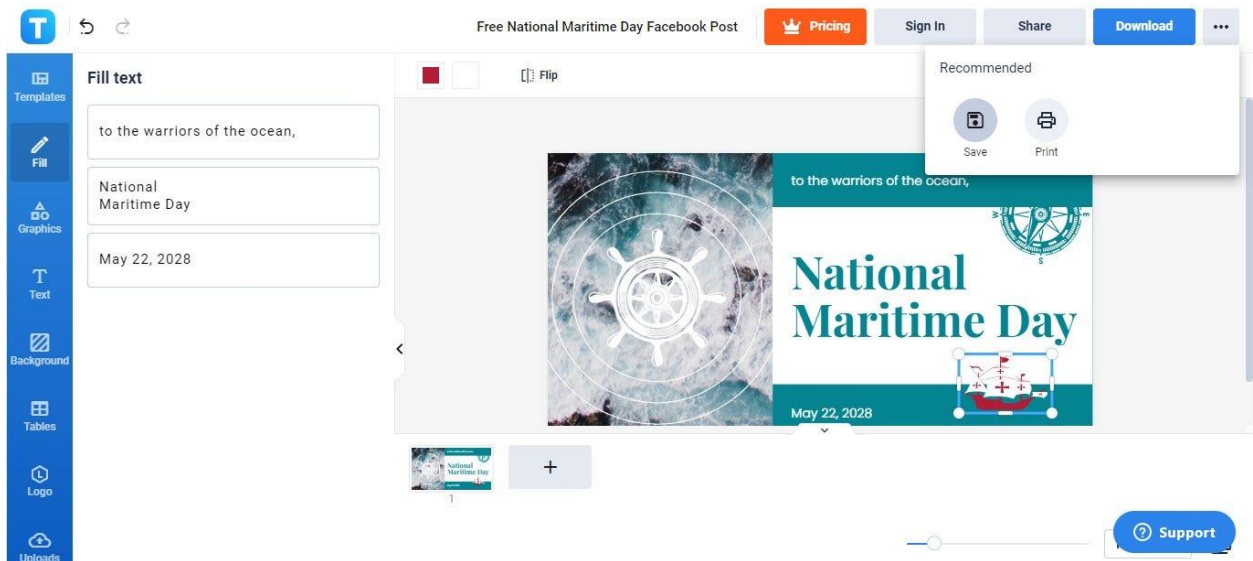 T
Free National Maritime Day Facebook Post
Pricing
Sign In
Share
Download
Templates
Fill
Graphics
Text
Background
Tables
Logo
Uploads
Fill text
to the warriors of the ocean,
National
Maritime Day
May 22, 2028
Flip
Recommended
Save
Print
to the warriors of the ocean,
W
S
National
Maritime Day
May 22, 2028
National
Maritime Day
1
Support